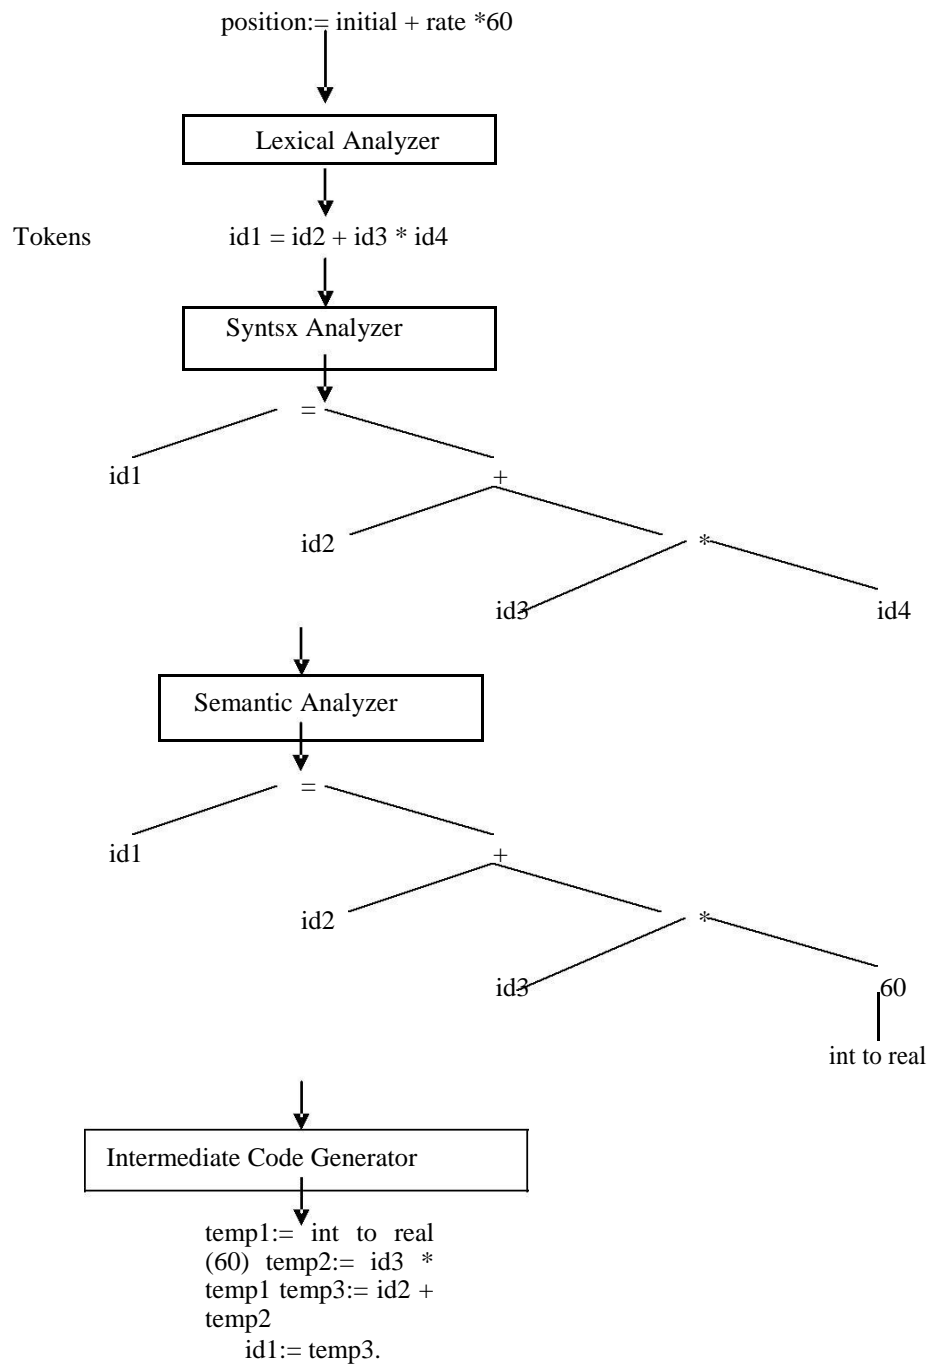 position:= initial + rate *60
Lexical Analyzer
Tokens id1 = id2 + id3 * id4
Syntsx Analyzer
=
id1
+
id2
*
id3 id4
Semantic Analyzer
=
id1
+
id2
*
id3 60
int to real
Intermediate Code Generator
temp1:= int to real
(60) temp2:= id3 *
temp1 temp3:= id2 +
temp2
id1:= temp3.